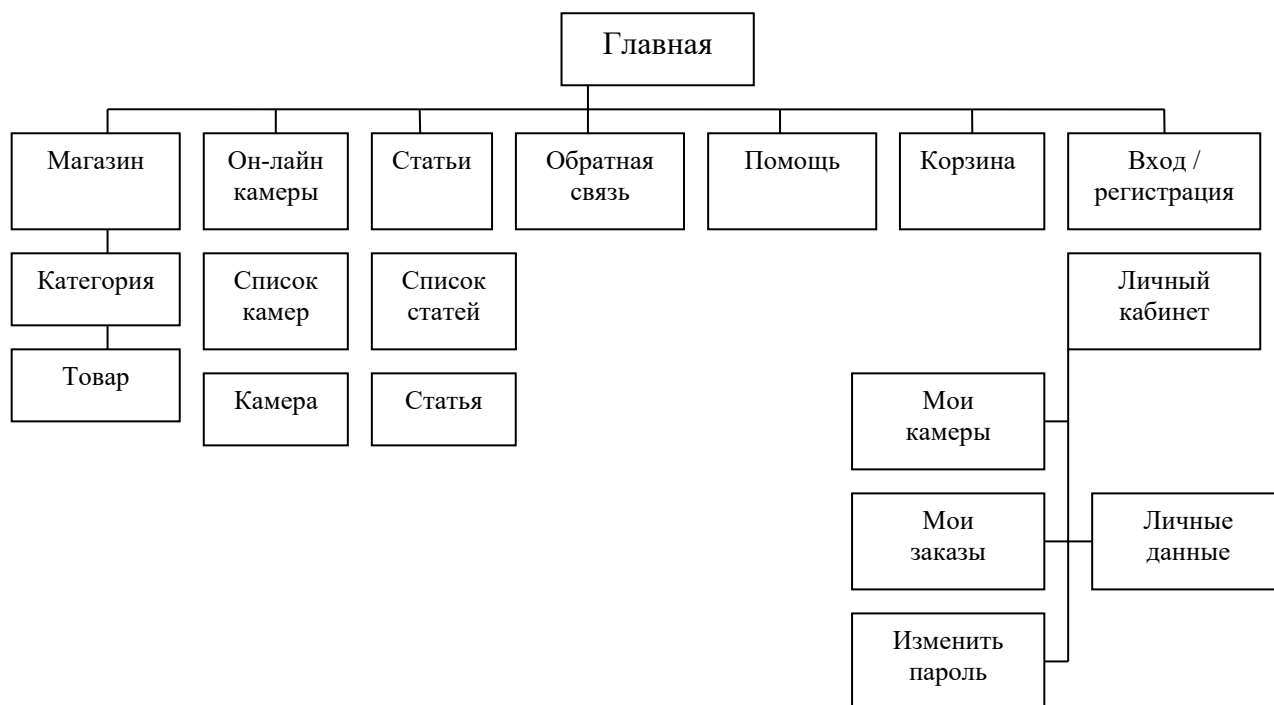 Главная
Магазин
Он-лайн
камеры
Статьи
Обратная
связь
Помощь
Корзина
Вход /
регистрация
Категория
Список
камер
Список
статей
Личный
кабинет
Товар
Камера
Статья
Мои
камеры
Мои
заказы
Личные
данные
Изменить
пароль